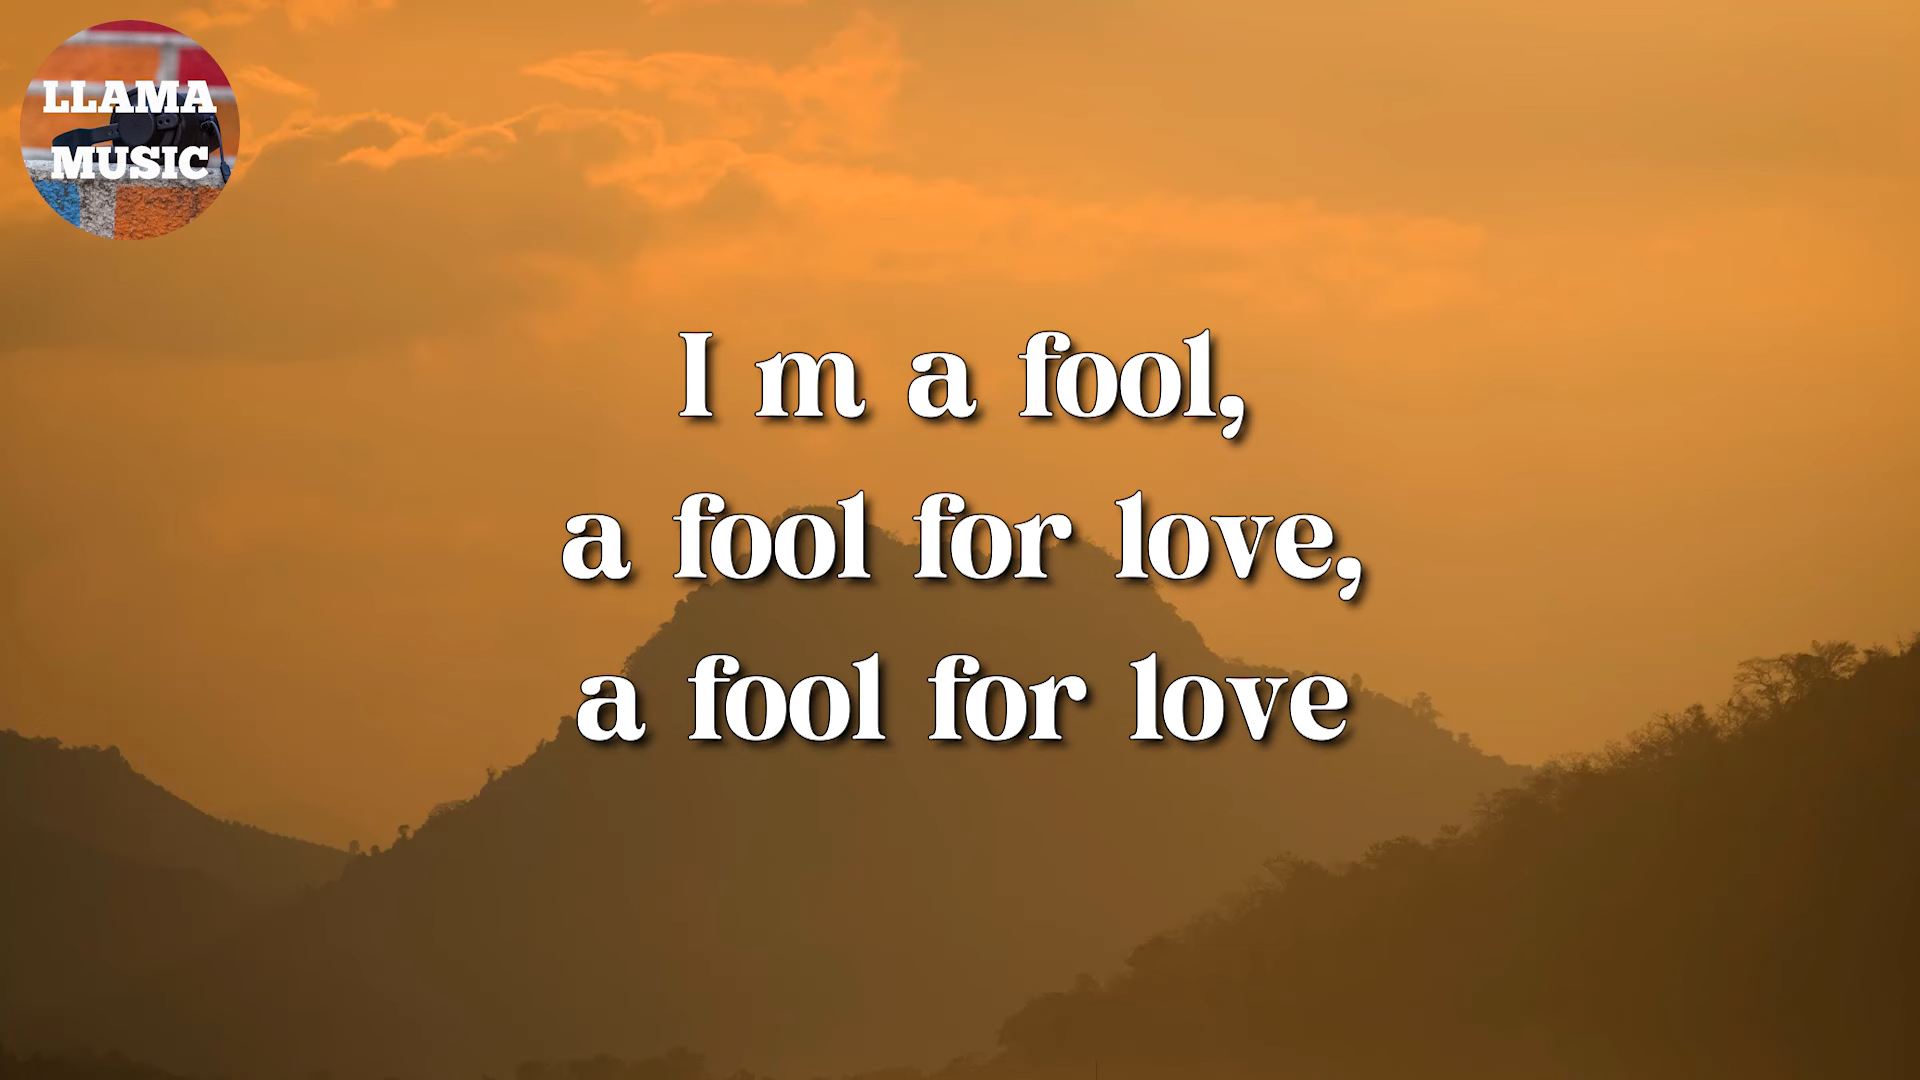 LLAMA
MUSIC
I m a fool,
a fool for love,
a fool for love